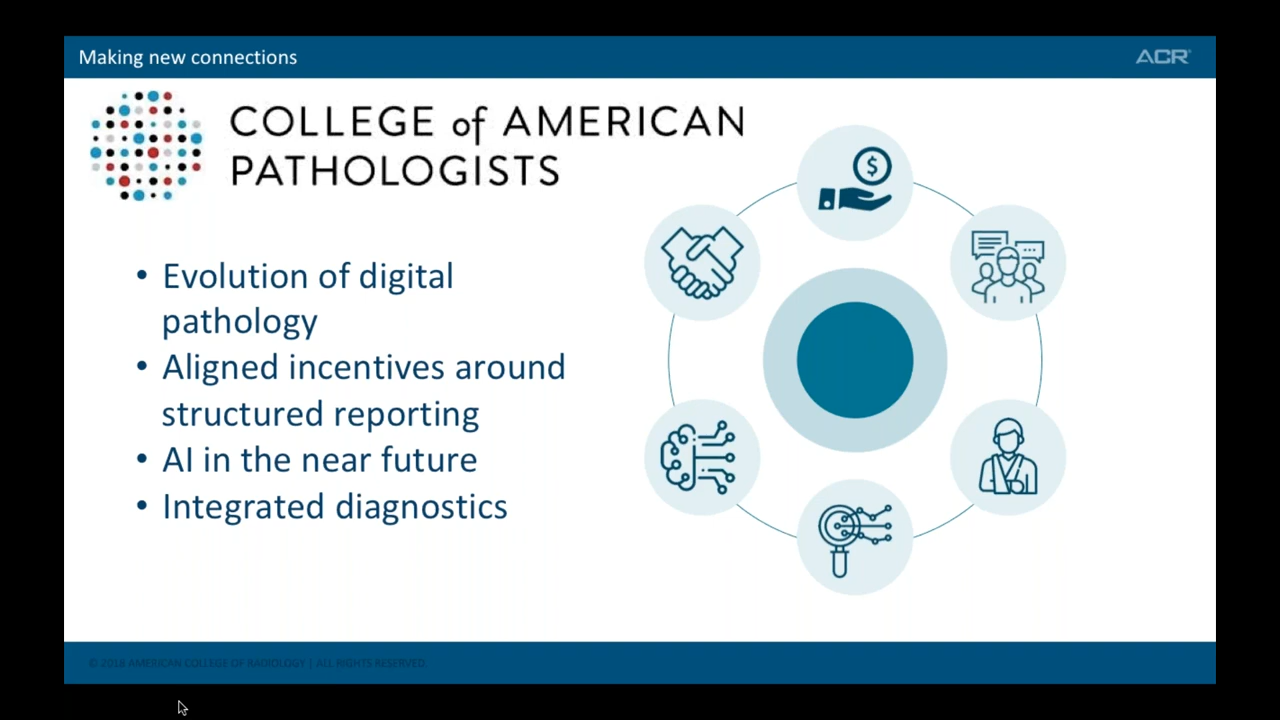 Making new connections
ACR
COLLEGE of AMERICAN
PATHOLOGISTS
• Evolution of digital
pathology
• Aligned incentives around
structured reporting
• AI in the near future
• Integrated diagnostics
$
© 2018 AMERICAN COLLEGE OF RADIOLOGY | ALL RIGHTS RESERVED.